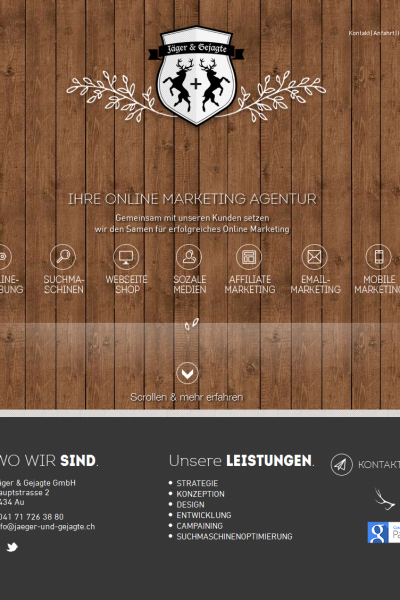 Kontakt| Anfahrt |
Jäger & Gejagte
IHRE ONLINE MARKETING AGENTUR
Gemeinsam mit unseren Kunden setzen
wir den Samen für erfolgreiches Online Marketing
INE-
BUNG
SUCHMA-
SCHINEN
WEBSEITE
SHOP
SOZALE
MEDIEN
AFFILIATE
MARKETING
EMAIL-
MARKETING
MOBILE
MARKETING
Scrollen & mehr erfahren
WO WIR SIND.
äger & Gejagte GmbH
auptstrasse 2
434 Au
041 71 726 38 80
nfo@jaeger-und-gejagte.ch
Unsere LEISTUNGEN.
STRATEGIE
KONZEPTION
DESIGN
ENTWICKLUNG
CAMPAINING
SUCHMASCHINENOPTIMIERUNG
KONTAKT
g
Pa